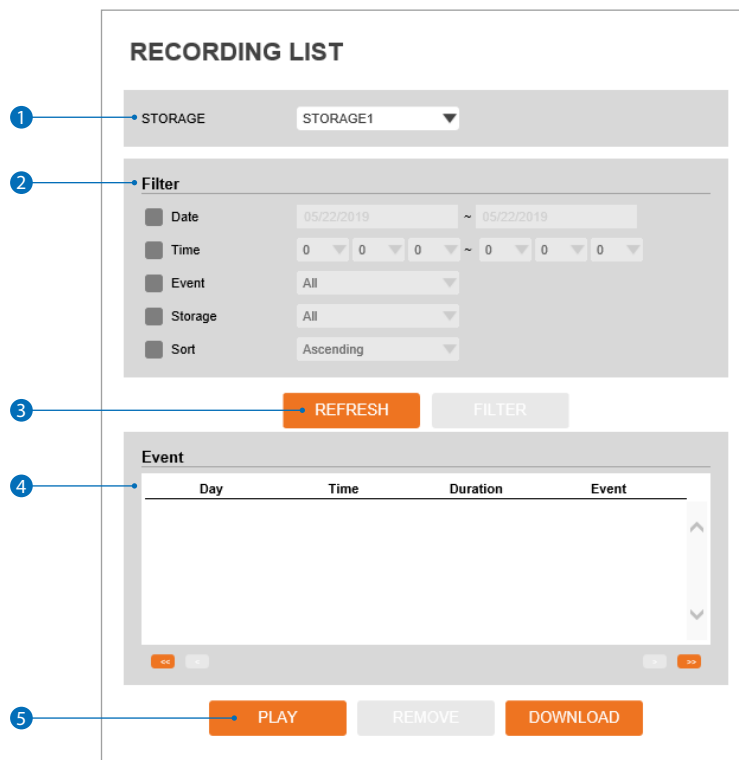 RECORDING LIST
1 STORAGE STORAGE1
2 Filter
Date 05/22/2019 ~ 05/22/2019
Time 0 0 0 ~ 0 0 0
Event All
Storage All
Sort Ascending
3 REFRESH FILTER
Event
4 Day Time Duration Event
<< < >>
5 PLAY REMOVE DOWNLOAD